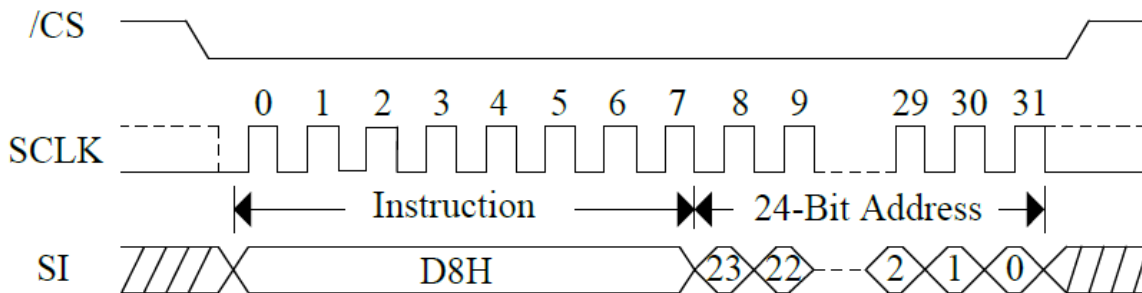 /CS
0 1 2 3 4 5 6 7 8 9 29 30 31
SCLK
Instruction 24-Bit Address
SI D8H 23 22 2 1 0